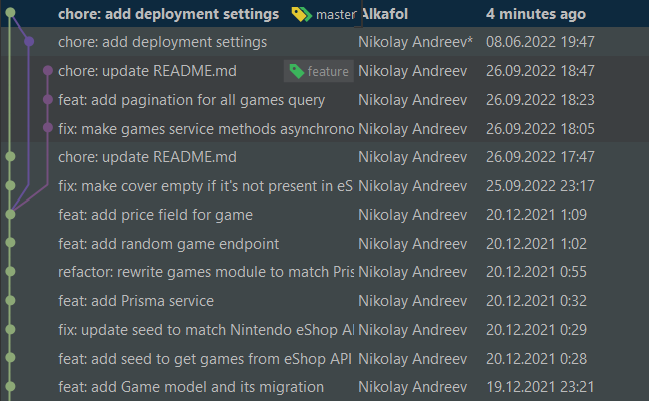 chore: add deployment settings master Alkafol 4 minutes ago
chore: add deployment settings Nikolay Andreev* 08.06.2022 19:47
chore: update README.md feature Nikolay Andreev 26.09.2022 18:47
feat: add pagination for all games query Nikolay Andreev 26.09.2022 18:23
fix: make games service methods asynchrono Nikolay Andreev 26.09.2022 18:05
chore: update README.md Nikolay Andreev 26.09.2022 17:47
fix: make cover empty if it's not present in eS Nikolay Andreev 25.09.2022 23:17
feat: add price field for game Nikolay Andreev 20.12.2021 1:09
feat: add random game endpoint Nikolay Andreev 20.12.2021 1:02
refactor: rewrite games module to match Pris Nikolay Andreev 20.12.2021 0:55
feat: add Prisma service Nikolay Andreev 20.12.2021 0:32
fix: update seed to match Nintendo eShop AI Nikolay Andreev 20.12.2021 0:29
feat: add seed to get games from eShop API Nikolay Andreev 20.12.2021 0:28
feat: add Game model and its migration Nikolay Andreev 19.12.2021 23:21